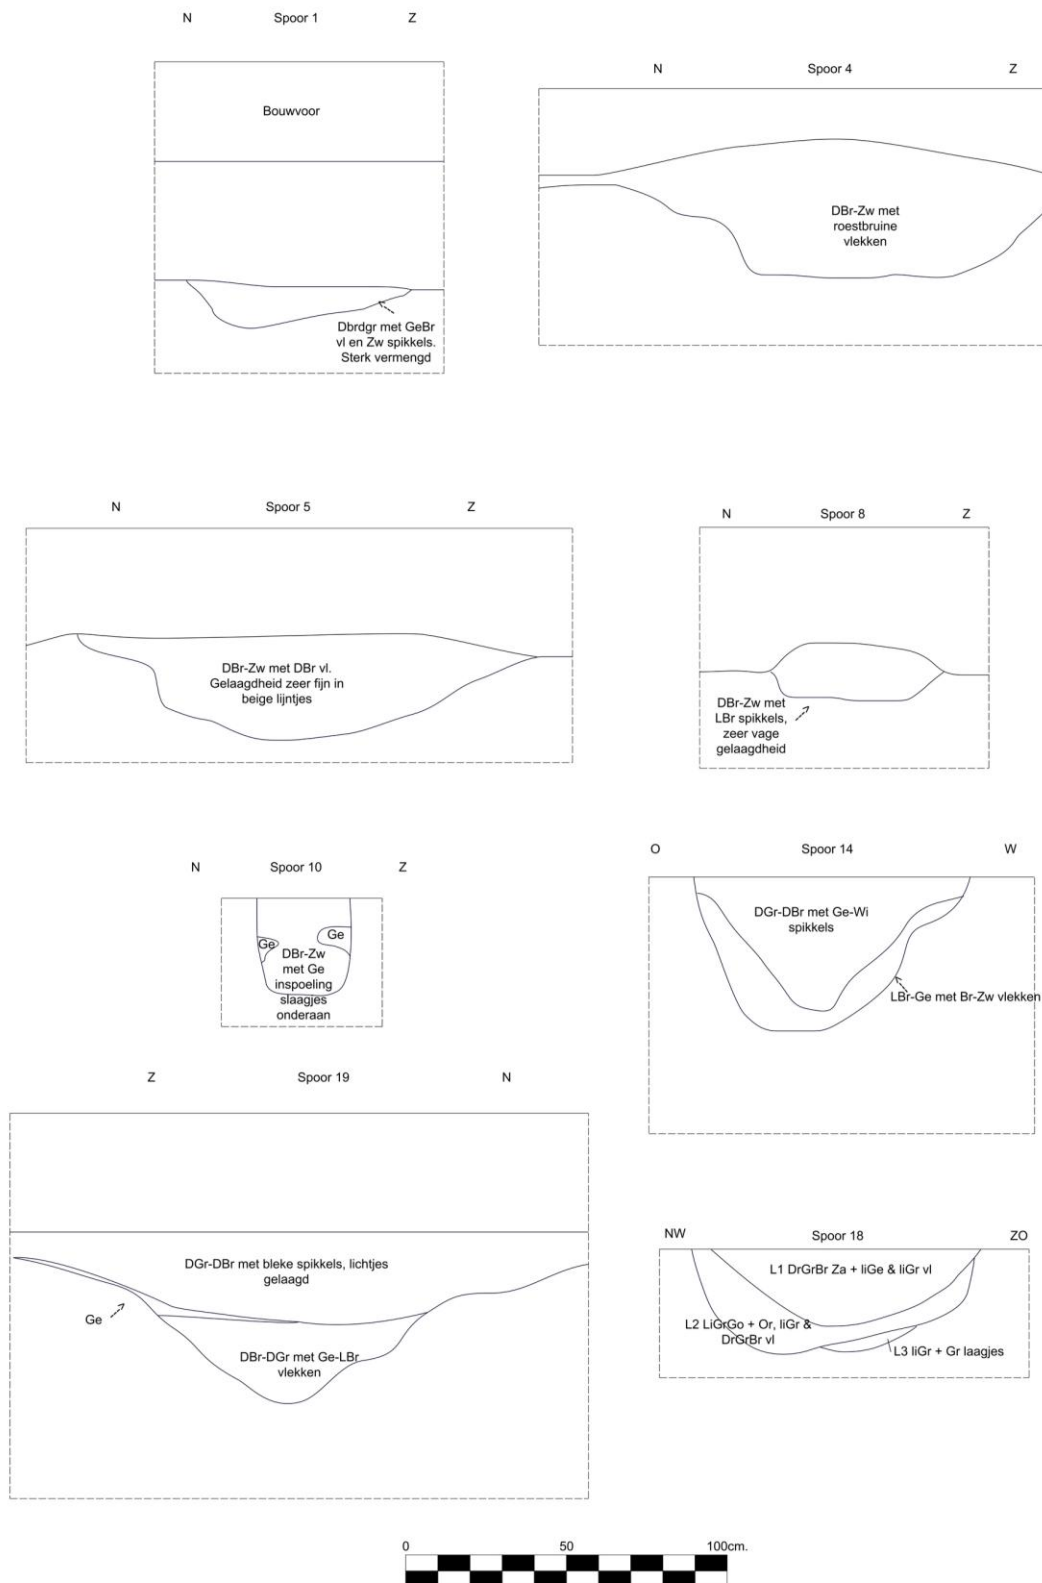 N Spoor 1 Z
Bouwvoor
Dbrdgr met GeBr
vl en Zw spikkels.
Sterk vermengd
N Spoor 4 Z
DBr-Zw met
roestbruine
vlekken
N Spoor 5 Z
DBr-Zw met DBr vl.
Gelaagdheid zeer fijn in
beige lijntjes
N Spoor 8 Z
DBr-Zw met
LBr spikkels,
zeer vage
gelaagdheid
N Spoor 10 Z
Ge
Ge
DBr-Zw
met Ge
inspoeling
slaagjes
onderaan
O Spoor 14 W
DGr-DBr met Ge-Wi
spikkels
LBr-Ge met Br-Zw vlekken
Z Spoor 19 N
DGr-DBr met bleke spikkels, lichtjes
gelaagd
Ge
DBr-DGr met Ge-LBr
vlekken
NW Spoor 18 ZO
L1 DrGrBr Za + liGe & liGr vl
L2 LiGrGo + Or, liGr &
DrGrBr vl
L3 liGr + Gr laagjes
0 50 100cm.